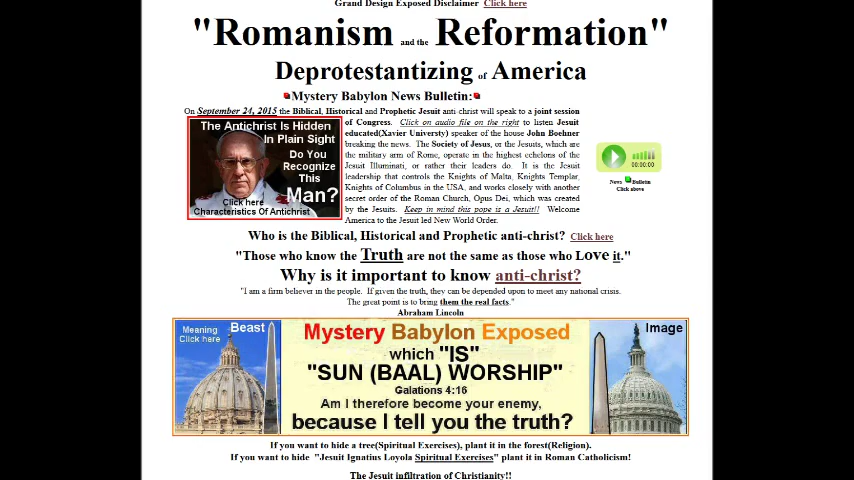 Grand Design Exposed Disclaimer Click here
"Romanism and the Reformation"
Deprotestantizing of America
Mystery Babylon News Bulletin:
On September 24, 2015 the Biblical, Historical and Prophetic Jesuit anti-christ will speak to a joint session
of Congress. Click on audio file on the right to listen Jesuit
educated(Xavier Universty) speaker of the house John Boehner
breaking the news. The Society of Jesus, or the Jesuits, which are
the military arm of Rome, operate in the highest echelons of the
Jesuit Illuminati, or rather their leaders do. It is the Jesuit
leadership that controls the Knights of Malta, Knights Templar,
Knights of Columbus in the USA, and works closely with another
secret order of the Roman Church, Opus Dei, which was created
by the Jesuits. Keep in mind this pope is a Jesuit!! Welcome
America to the Jesuit led New World Order.
The Antichrist Is Hidden
In Plain Sight
Do You
Recognize
This
Man?
Click here
Characteristics Of Antichrist
00:00:00
News Bulletin
Click above
Who is the Biblical, Historical and Prophetic anti-christ? Click here
"Those who know the Truth are not the same as those who Love it."
Why is it important to know anti-christ?
"I am a firm believer in the people. If given the truth, they can be depended upon to meet any national crisis.
The great point is to bring them the real facts."
Abraham Lincoln
Meaning
Click here
Beast
Mystery Babylon Exposed
which "IS"
"SUN (BAAL) WORSHIP"
Galations 4:16
Am I therefore become your enemy,
because I tell you the truth?
Image
If you want to hide a tree(Spiritual Exercises), plant it in the forest(Religion).
If you want to hide "Jesuit Ignatius Loyola Spiritual Exercises" plant it in Roman Catholicism!
The Jesuit infiltration of Christianity!!